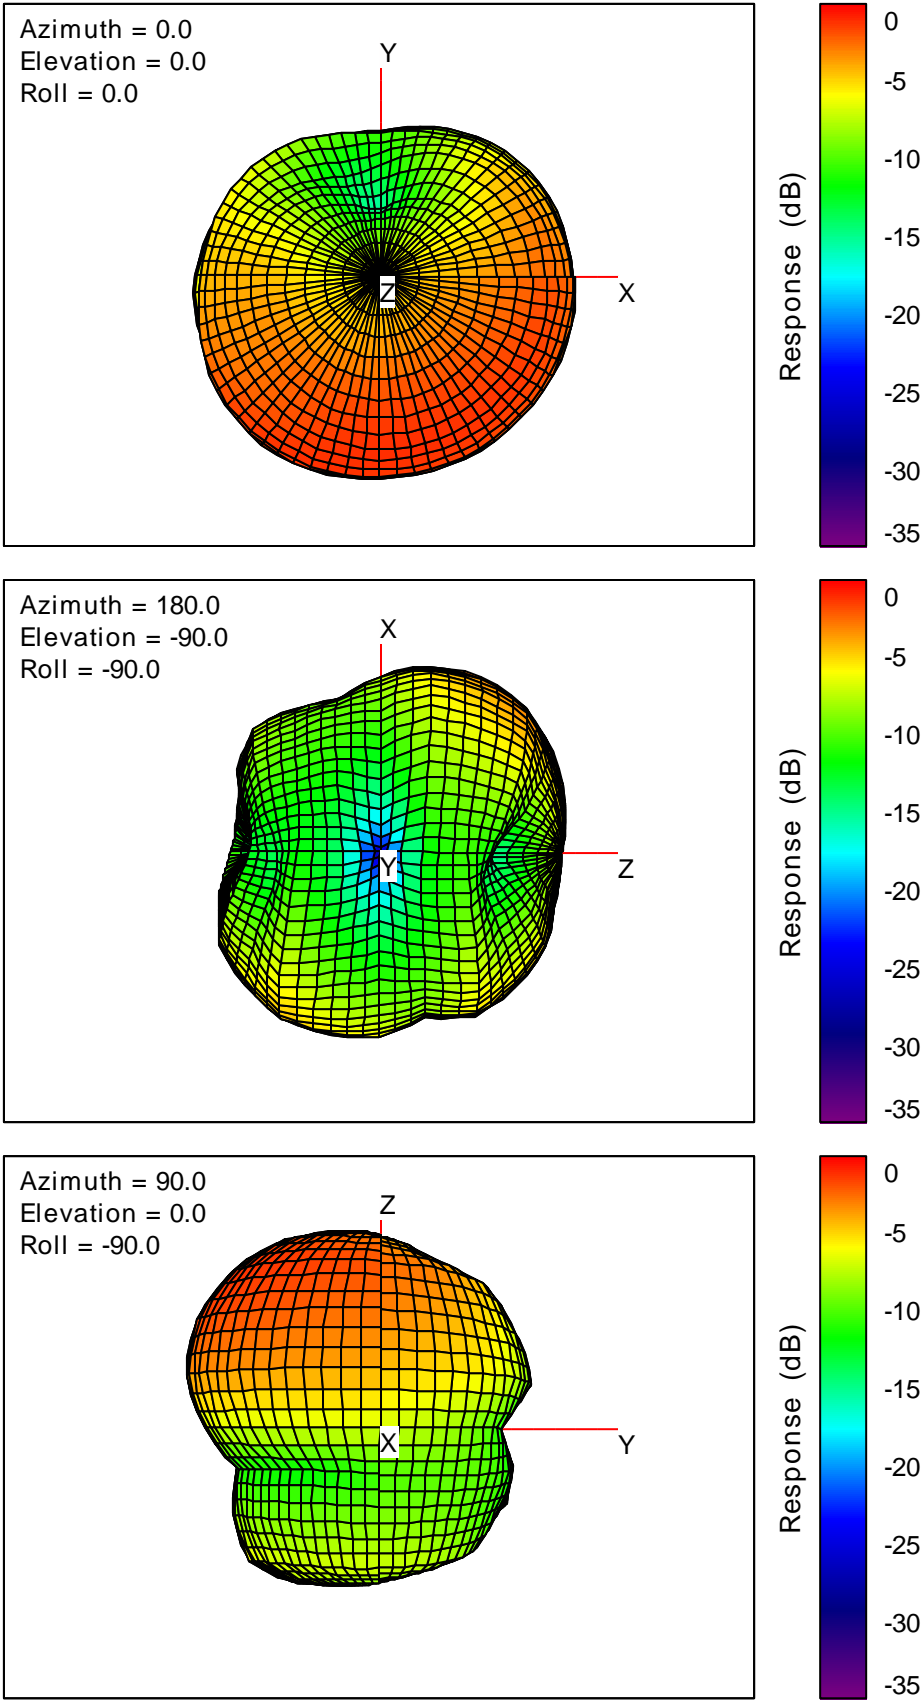 Azimuth = 0.0
Elevation = 0.0
Roll = 0.0
Y
X
Z
Response (dB)
0
-5
-10
-15
-20
-25
-30
-35
Azimuth = 180.0
Elevation = -90.0
Roll = -90.0
X
Z
Y
Response (dB)
0
-5
-10
-15
-20
-25
-30
-35
Azimuth = 90.0
Elevation = 0.0
Roll = -90.0
Z
Y
X
Response (dB)
0
-5
-10
-15
-20
-25
-30
-35